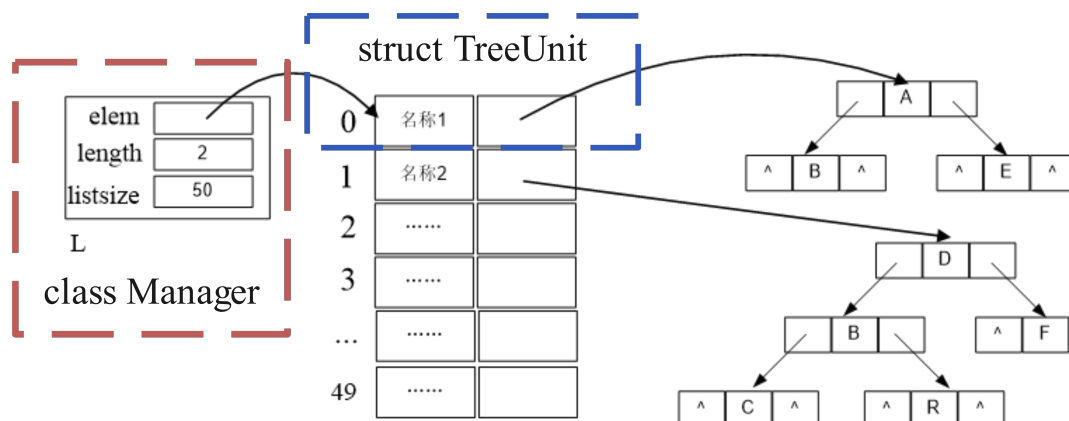 struct TreeUnit
elem
length 2
listsize 50
L
class Manager
0 名称1
1 名称2
2 ......
3 ......
... ......
49 ......
A
^ B ^
^ E ^
D
B
^ F
^ C ^
^ R ^